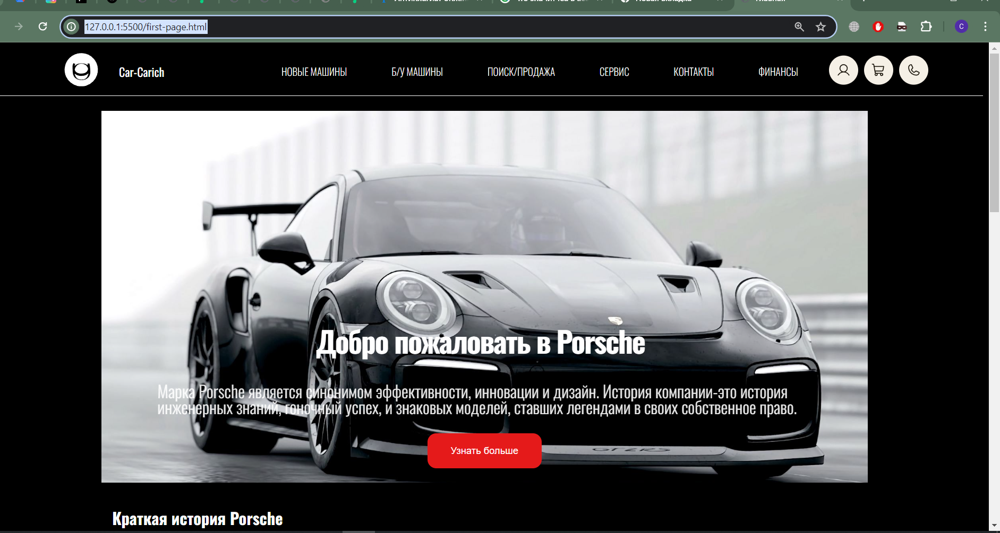 127.0.0.1:5500/first-page.html
C
Car-Carich
НОВЫЕ МАШИНЫ
Б/У МАШИНЫ
ПОИСК/ПРОДАЖА
СЕРВИС
КОНТАКТЫ
ФИНАНСЫ
Добро пожаловать в Porsche
Марка Porsche является синонимом эффективности, инновации и дизайн. История компании-это история
инженерных знаний, гоночный успех, и знаковых моделей, ставших легендами в своих собственное право.
GT2RS
Узнать больше
Краткая история Porsche